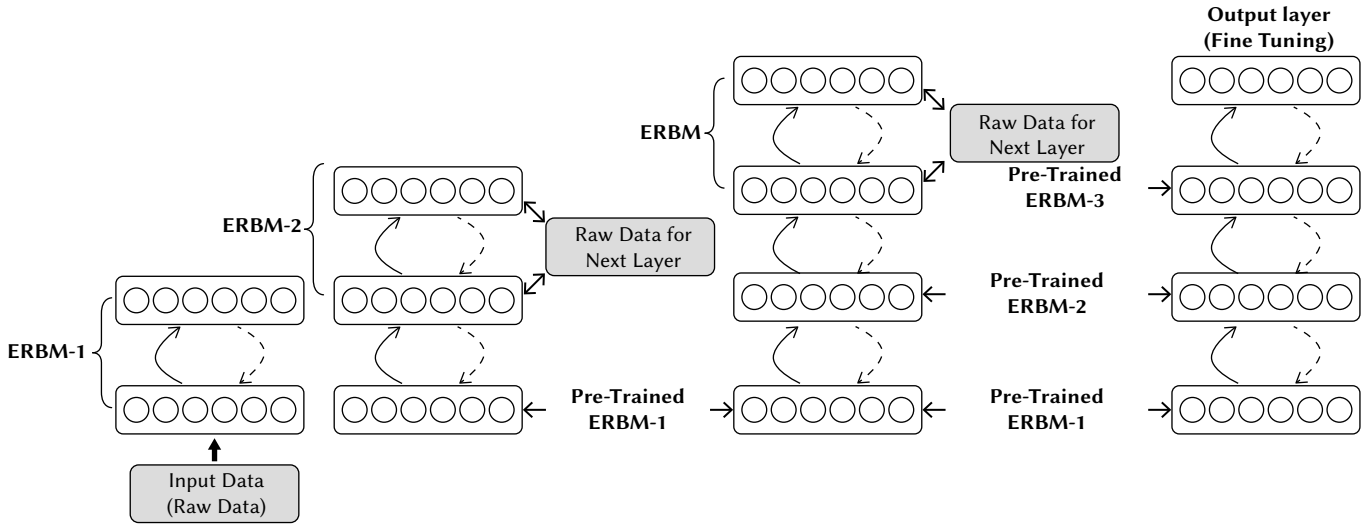 Output layer
(Fine Tuning)
ERBM
Raw Data for
Next Layer
Pre-Trained
ERBM-3
ERBM-2
Raw Data for
Next Layer
Pre-Trained
ERBM-2
ERBM-1
Pre-Trained
ERBM-1
Pre-Trained
ERBM-1
Input Data
(Raw Data)